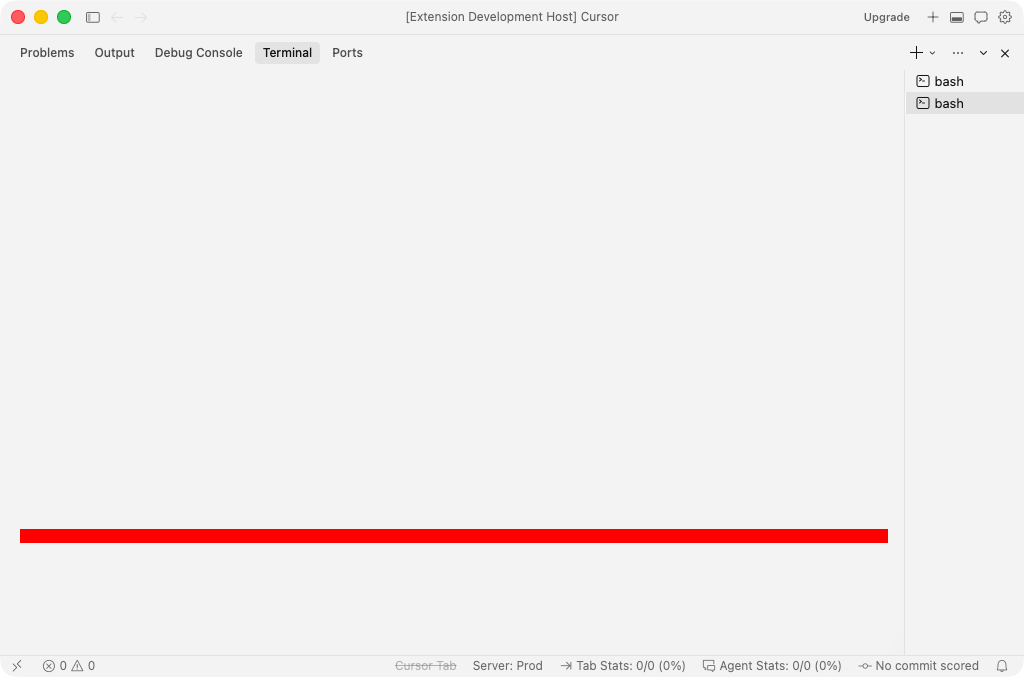 [Extension Development Host] Cursor
Upgrade
Problems Output Debug Console Terminal Ports
bash
bash
0 0 Cursor Tab Server: Prod Tab Stats: 0/0 (0%) Agent Stats: 0/0 (0%) No commit scored